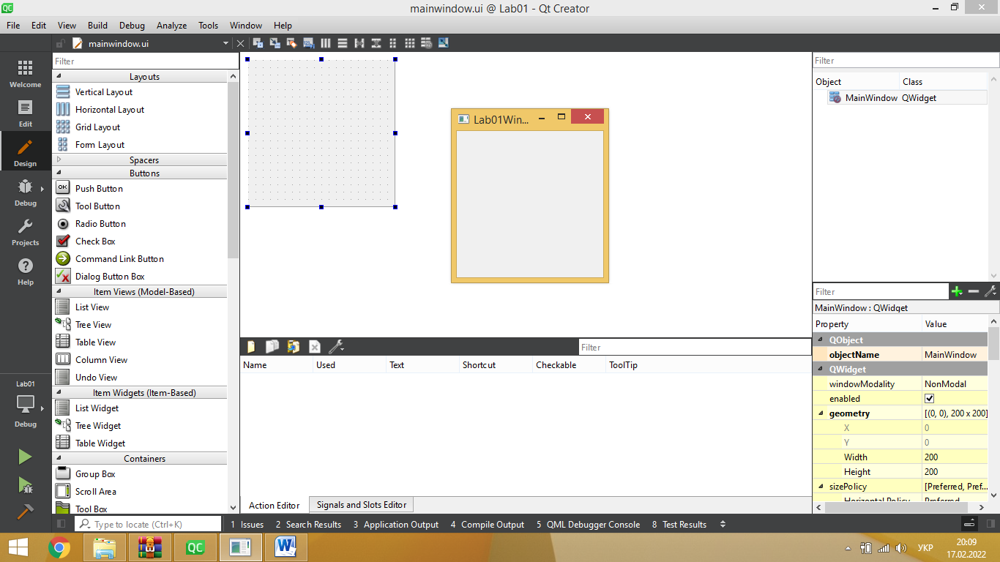 QC
mainwindow.ui @ Lab01 - Qt Creator
File Edit View Build Debug Analyze Tools Window Help
mainwindow.ui
Welcome
Edit
Design
Debug
Projects
Help
Lab01
Debug
Filter
Layouts
Vertical Layout
Horizontal Layout
Grid Layout
Form Layout
Spacers
Buttons
OK Push Button
Tool Button
Radio Button
Check Box
Command Link Button
Dialog Button Box
Item Views (Model-Based)
List View
Tree View
Table View
Column View
Undo View
Item Widgets (Item-Based)
List Widget
Tree Widget
Table Widget
Containers
Group Box
Scroll Area
Tool Box
Lab01Win...
Filter
Name Used Text Shortcut Checkable ToolTip
Action Editor Signals and Slots Editor
Filter
Object Class
MainWindow QWidget
Filter
MainWindow : QWidget
Property Value
QObject
objectName MainWindow
QWidget
windowModality NonModal
enabled
geometry [(0, 0), 200 x 200]
X 0
Y 0
Width 200
Height 200
sizePolicy [Preferred, Pref...
Horizontal Policy Preferred
Type to locate (Ctrl+K)
1 Issues 2 Search Results 3 Application Output 4 Compile Output 5 QML Debugger Console 8 Test Results
QC
W
УКР
20:09
17.02.2022